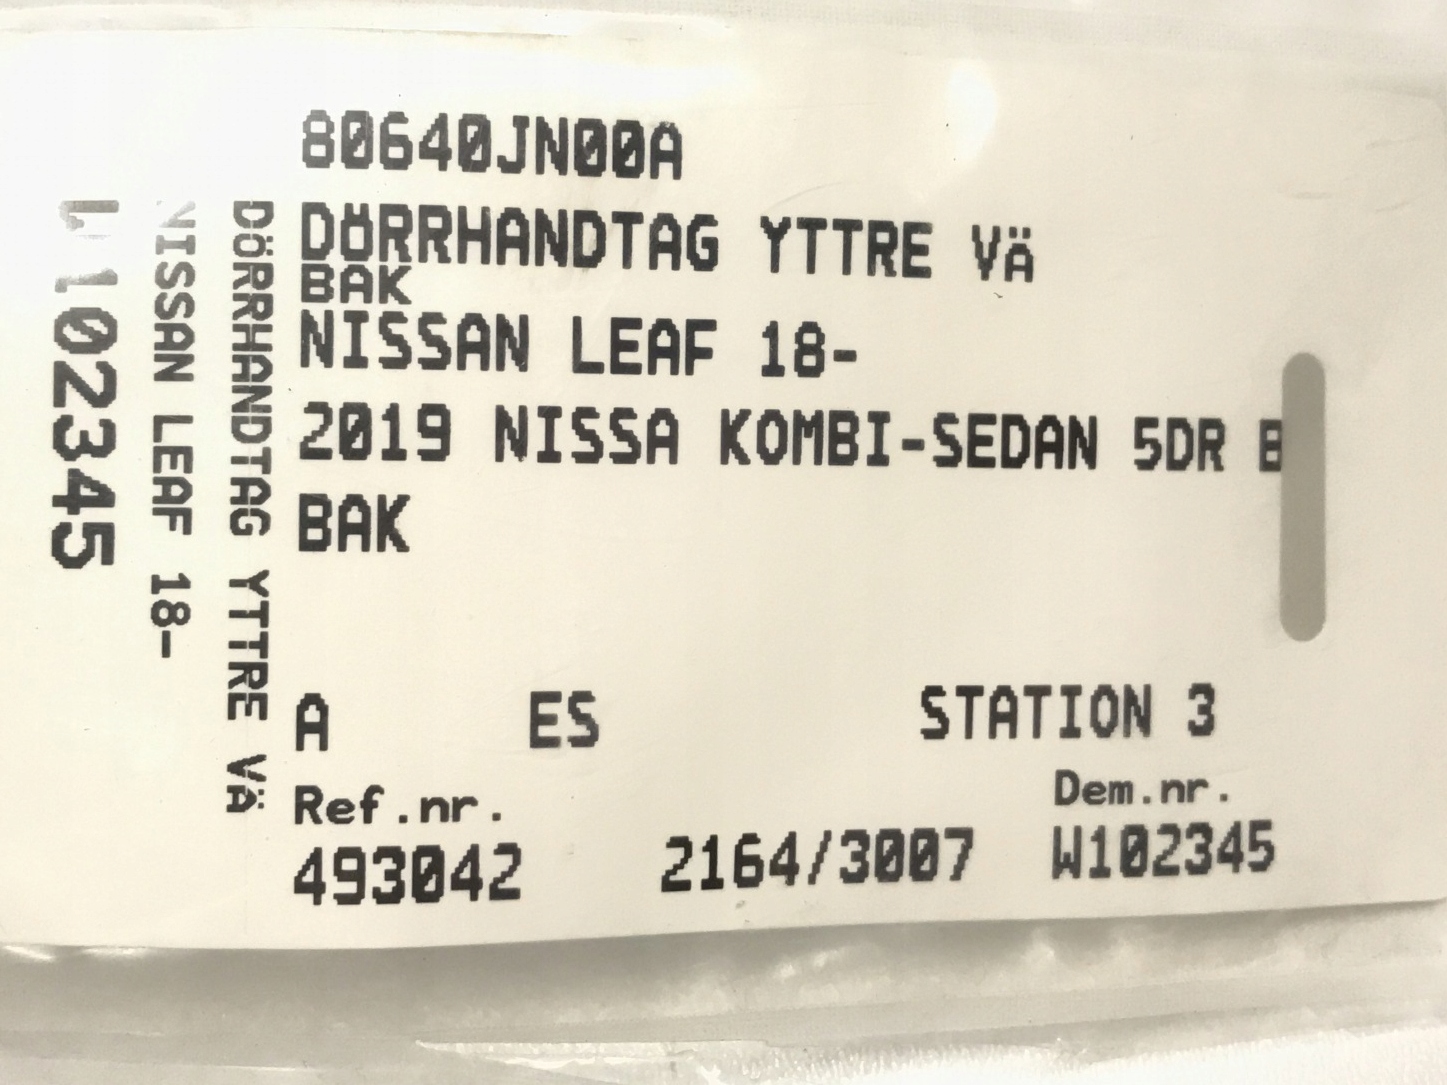 80640JN00A
DÖRRHANDTAG YTTRE VÄ
BAK
NISSAN LEAF 18-
2019 NISSA KOMBI-SEDAN 5DR
BAK
A ES STATION 3
Ref.nr. Dem.nr.
493042 2164/3007 W102345
DÖRRHANDTAG YTTRE VÄ
NISSAN LEAF 18-